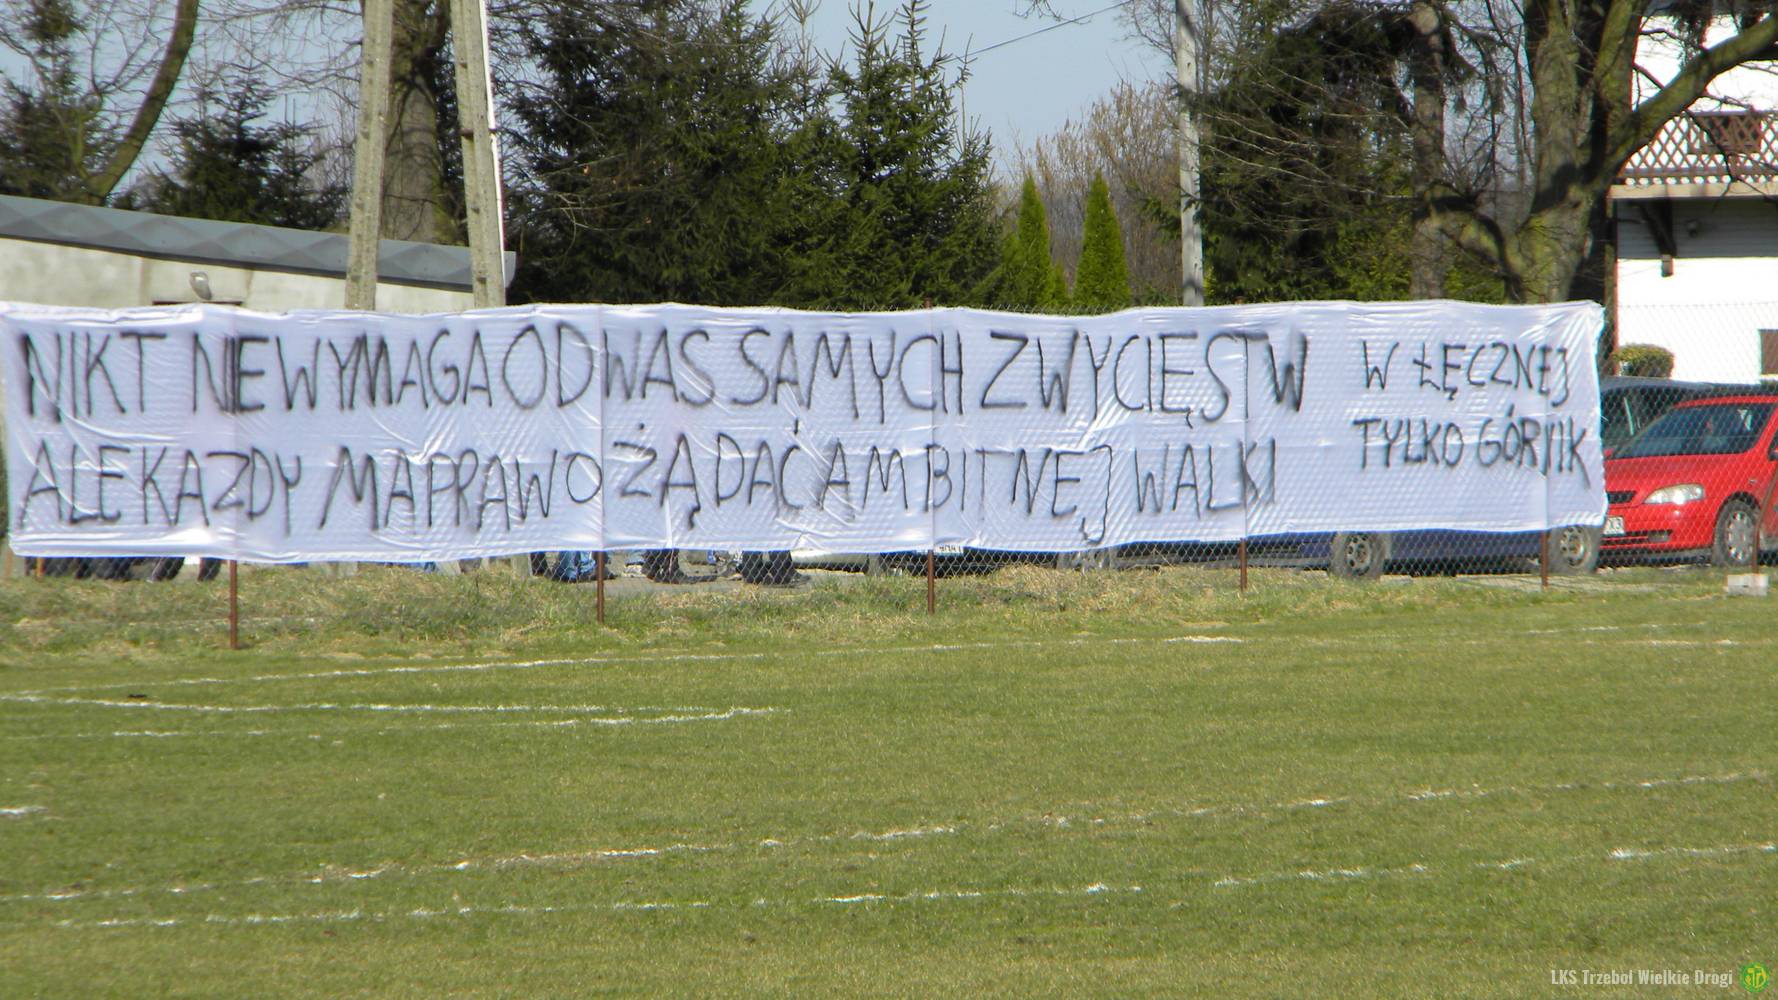 NIKT NIE WYMAGA OD WAS SAMYCH ZWYCIĘSTW
ALE KAŻDY MA PRAWO ŻĄDAĆ AMBITNEJ WALKI
W ŁĘCZNEJ
TYLKO GÓRNIK
LKS Trzebol Wielkie Drogi